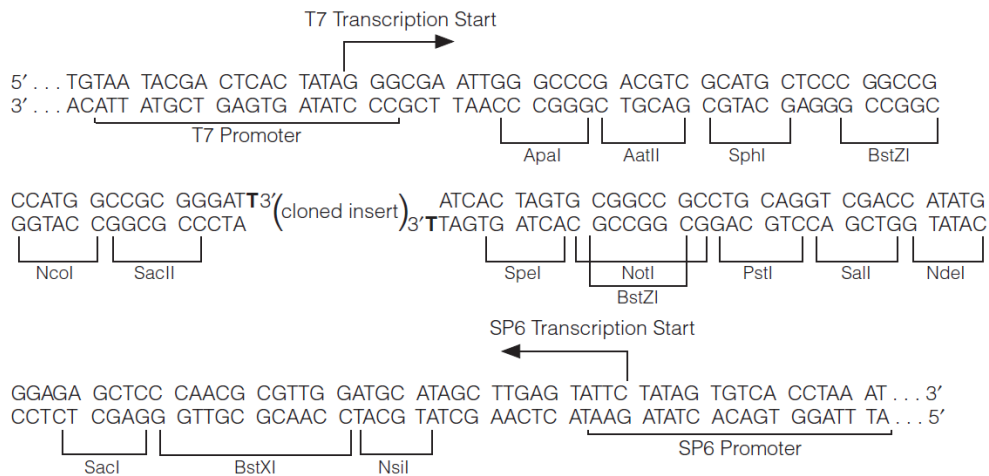 T7 Transcription Start
5′ . . . TGTAA TACGA CTCAC TATAG GGCGA ATTGG GCCCG ACGTC GCATG CTCCC GGCCG
3′ . . . ACATT ATGCT GAGTG ATATC CCGCT TAACC CGGGC TGCAG CGTAC GAGGG CCGGC
T7 Promoter
ApaI AatII SphI BstZI
CCATG GCCGC GGGATT3′ (cloned insert) ATCAC TAGTG CGGCC GCCTG CAGGT CGACC ATATG
GGTAC CGGCG CCCTA 3′TTAGTG ATCAC GCCGG CGGAC GTCCA GCTGG TATAC
NcoI SacII SpeI NotI PstI SalI NdeI
BstZI
SP6 Transcription Start
GGAGA GCTCC CAACG CGTTG GATGC ATAGC TTGAG TATTC TATAG TGTCA CCTAA AT . . . 3′
CCTCT CGAGG GTTGC GCAAC CTACG TATCG AACTC ATAAG ATATC ACAGT GGATT TA . . . 5′
SacI BstXI NsiI SP6 Promoter